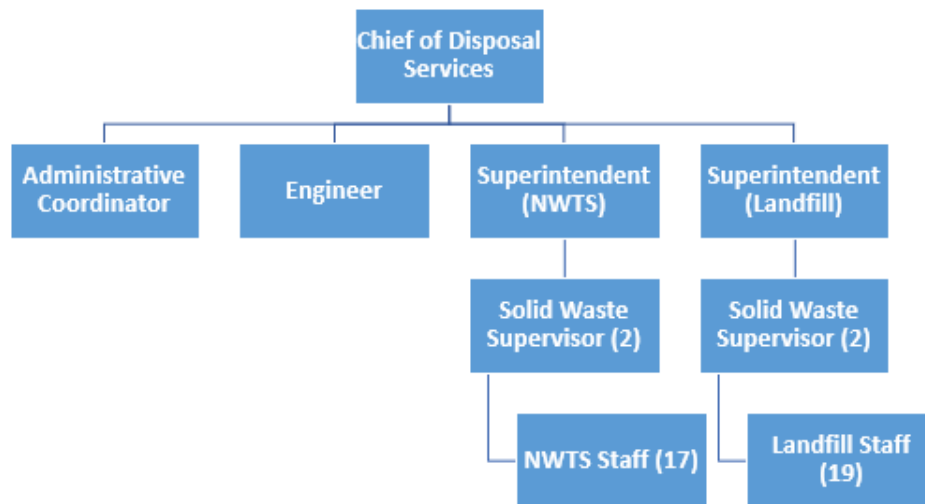 Chief of Disposal
Services
Administrative
Coordinator
Engineer
Superintendent
(NWTS)
Superintendent
(Landfill)
Solid Waste
Supervisor (2)
Solid Waste
Supervisor (2)
NWTS Staff (17)
Landfill Staff
(19)